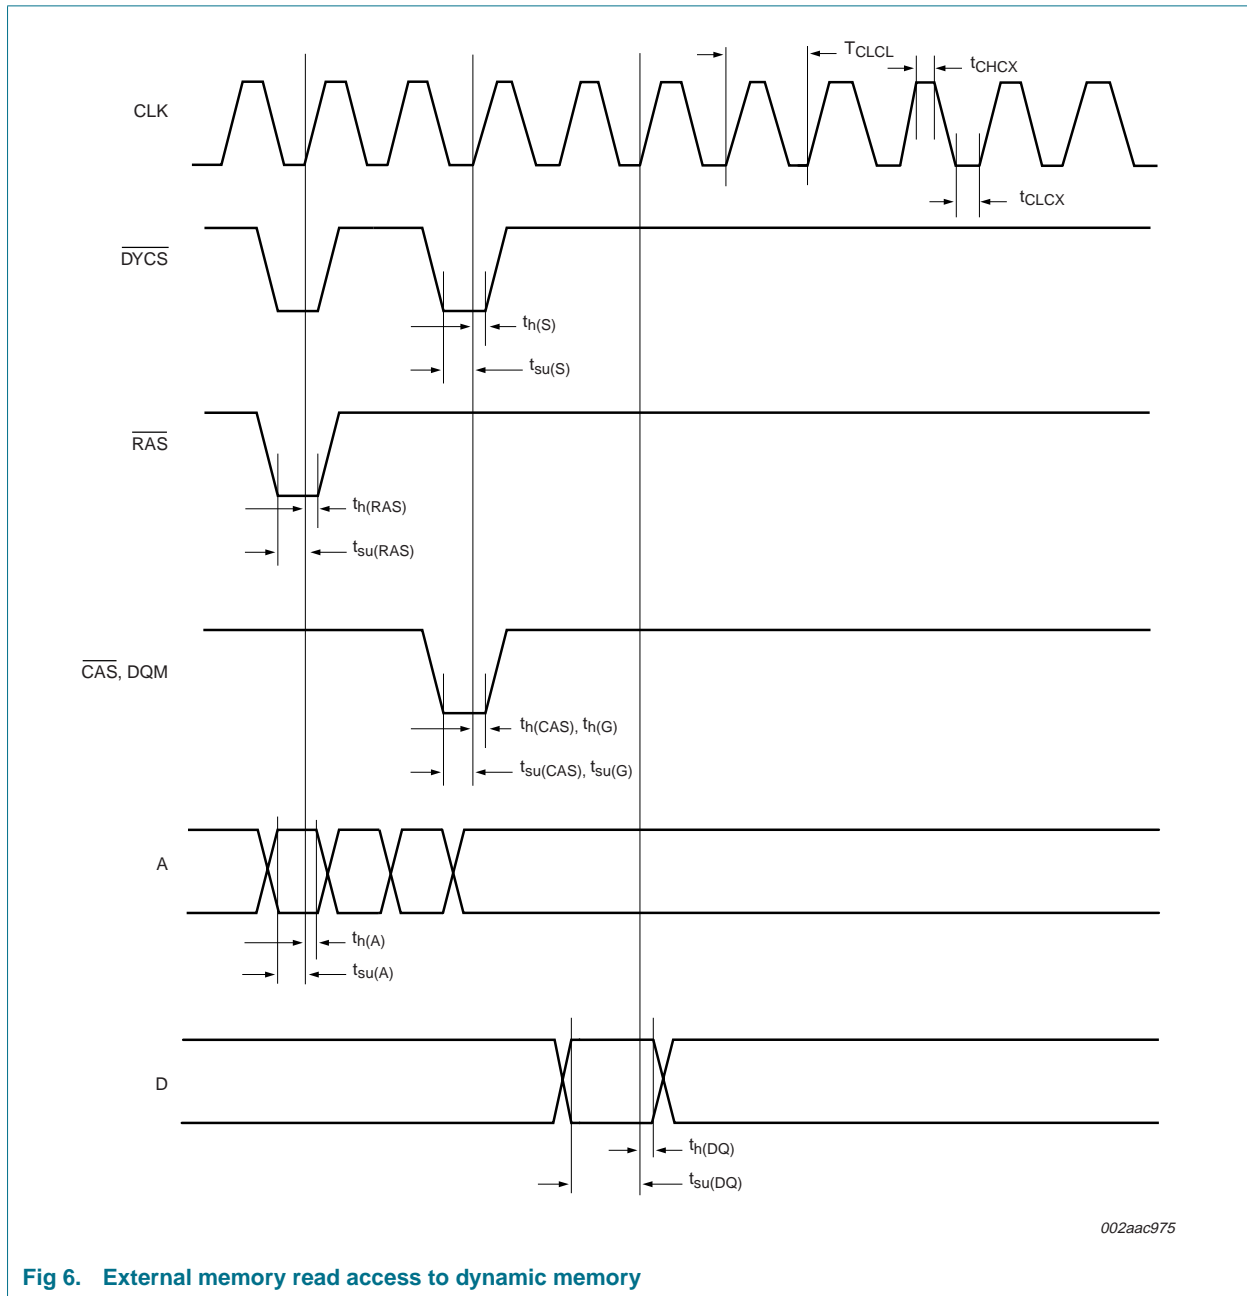 TCLCL
tCHCX
CLK
tCLCX
DYCS
th(S)
tsu(S)
RAS
th(RAS)
tsu(RAS)
CAS, DQM
th(CAS), th(G)
tsu(CAS), tsu(G)
A
th(A)
tsu(A)
D
th(DQ)
tsu(DQ)
002aac975
Fig 6. External memory read access to dynamic memory